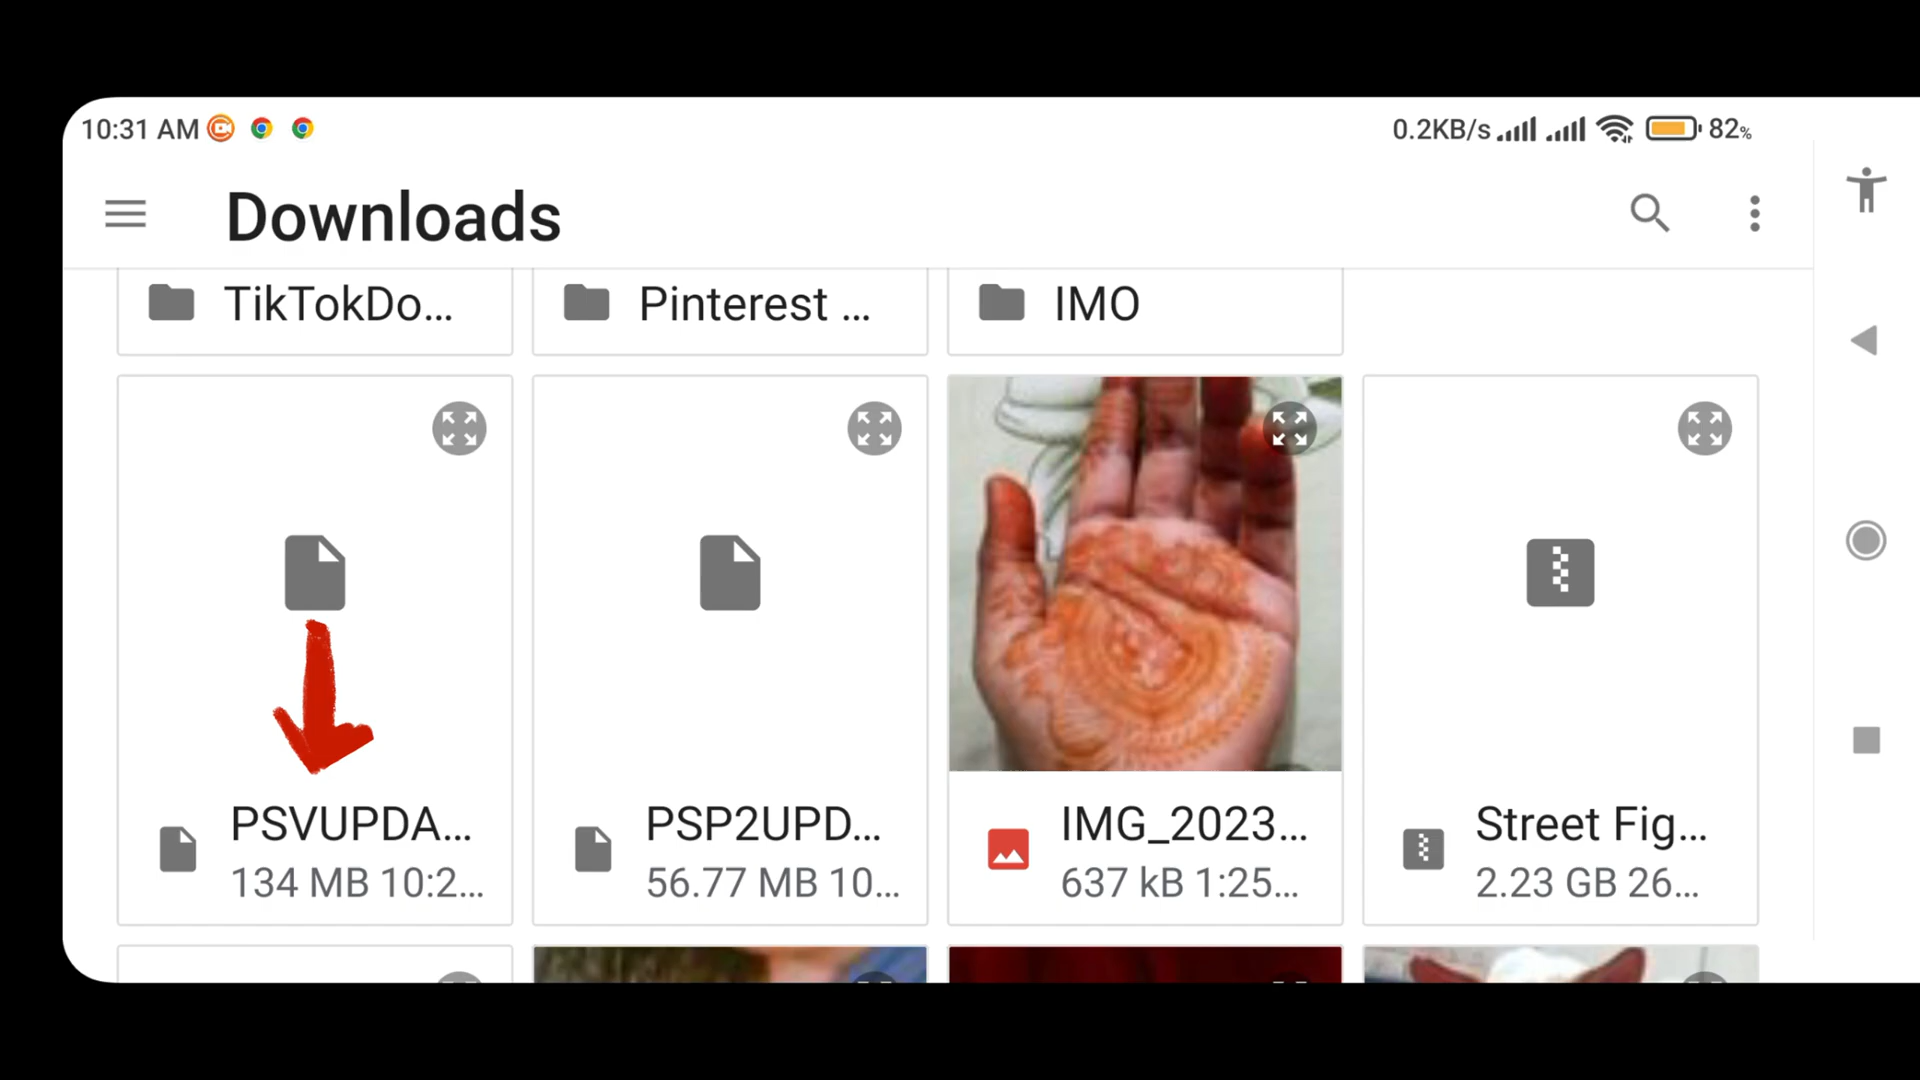 10:31 AM
0.2KB/s
82%
Downloads
TikTokDo...
Pinterest ...
IMO
PSVUPDA...
134 MB 10:2...
PSP2UPD...
56.77 MB 10...
IMG_2023...
637 kB 1:25...
Street Fig...
2.23 GB 26...